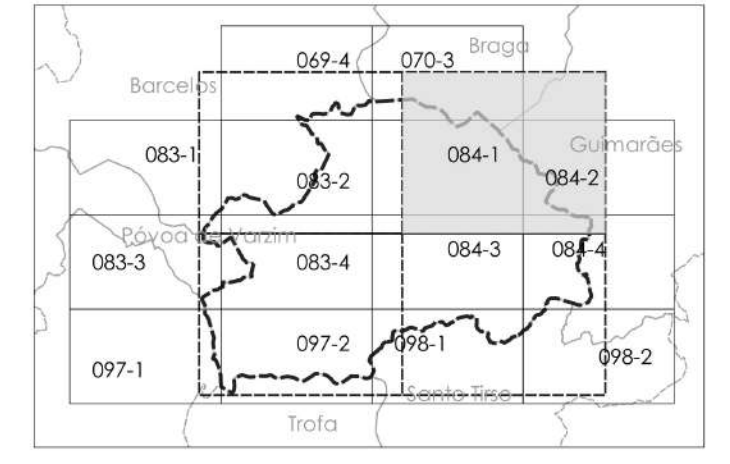 Braga
069-4 070-3
Barcelos
Guimarães
083-1 084-1
083-2 084-2
Póvoa de Varzim
083-3 083-4 084-3 084-4
097-2 098-1
097-1 098-2
Santo Tirso
Trofa